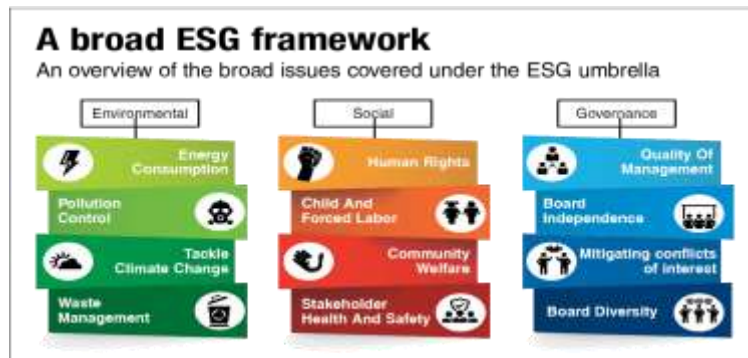 A broad ESG framework
An overview of the broad issues covered under the ESG umbrella
Environmental
Energy
Consumption
Pollution
Control
Tackle
Climate Change
Waste
Management
Social
Human Rights
Child And
Forced Labor
Community
Welfare
Stakeholder
Health And Safety
Governance
Quality Of
Management
Board
Independence
Mitigating conflicts
of interest
Board Diversity